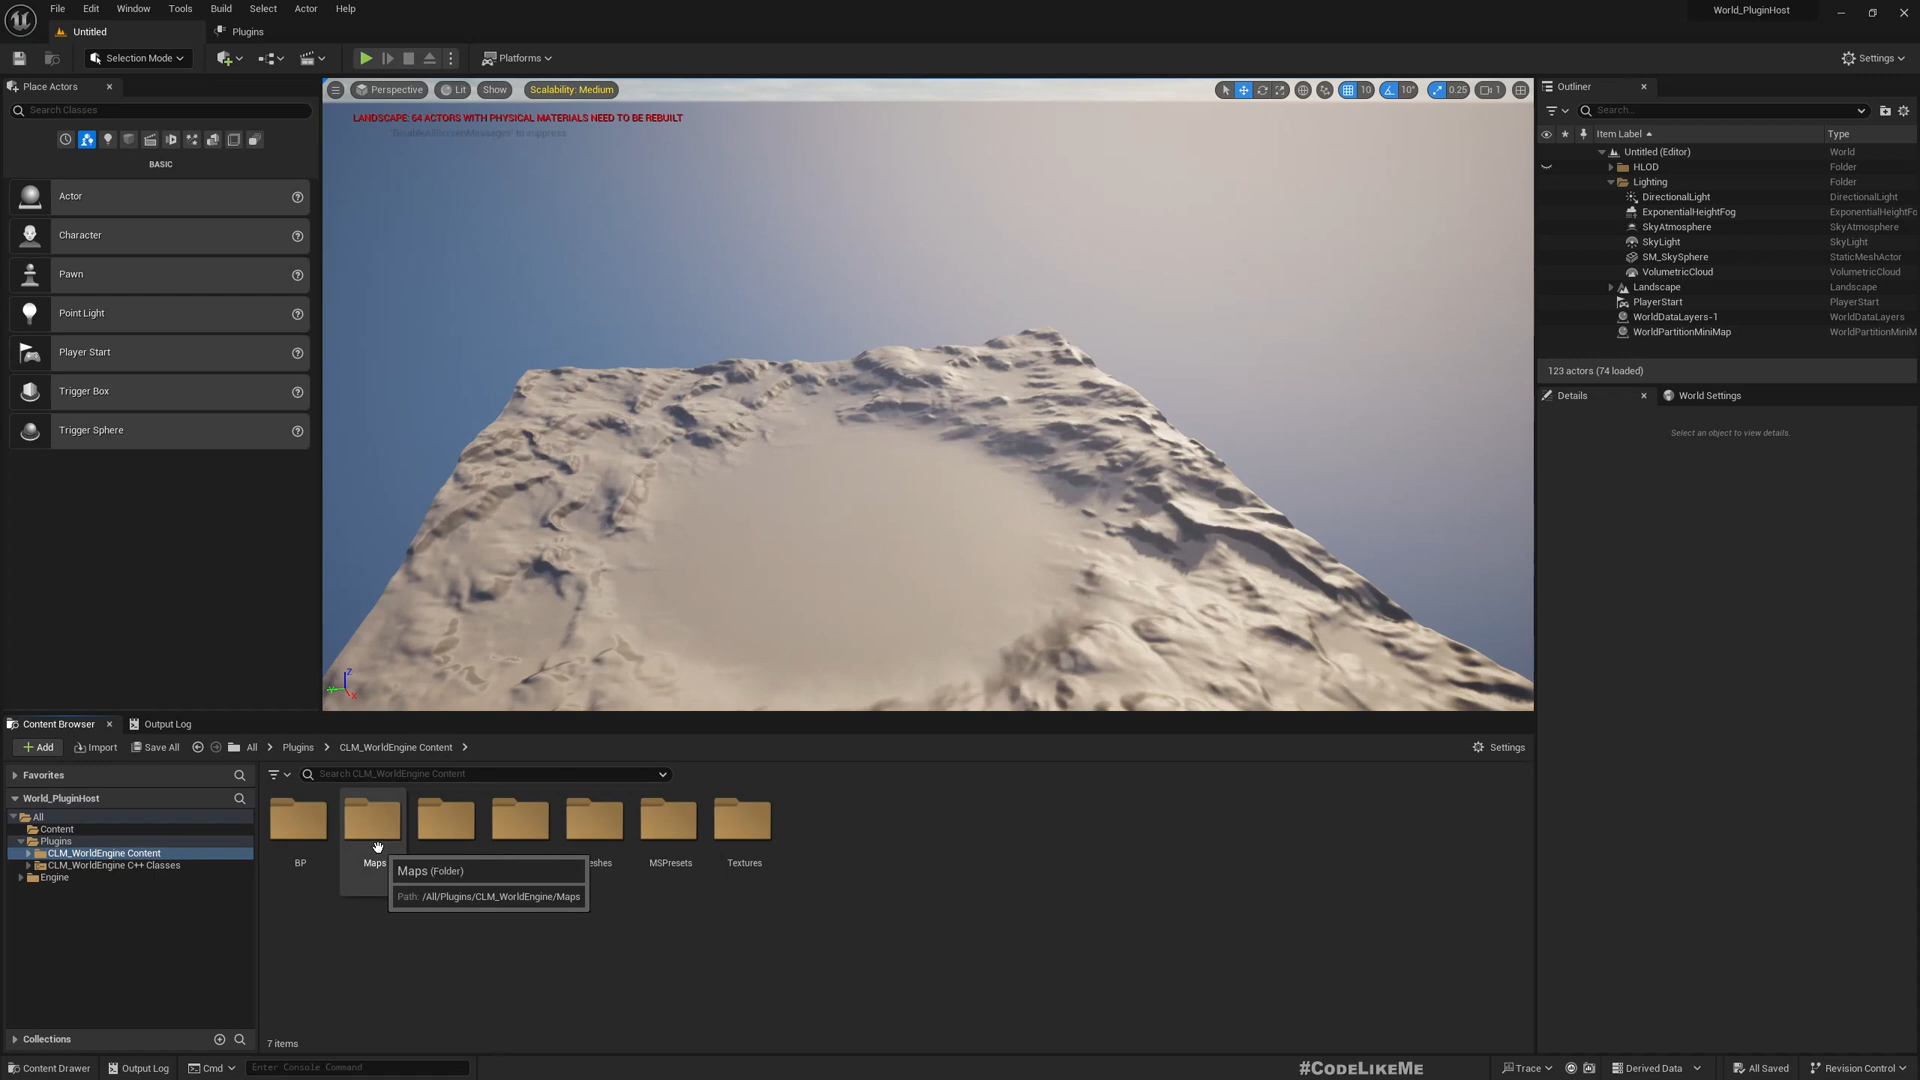 File Edit Window Tools Build Select Actor Help
World_PluginHost
Untitled
Plugins
Selection Mode
Platforms
Settings
Place Actors
Search Classes
BASIC
Actor
Character
Pawn
Point Light
Player Start
Trigger Box
Trigger Sphere
Perspective
Lit
Show
Scalability: Medium
10
10°
0.25
1
LANDSCAPE: 64 ACTORS WITH PHYSICAL MATERIALS NEED TO BE REBUILT
'DisableAllScreenMessages' to suppress
Outliner
Search...
Item Label Type
Untitled (Editor) World
HLOD Folder
Lighting Folder
DirectionalLight DirectionalLight
ExponentialHeightFog ExponentialHeightFo
SkyAtmosphere SkyAtmosphere
SkyLight SkyLight
SM_SkySphere StaticMeshActor
VolumetricCloud VolumetricCloud
Landscape Landscape
PlayerStart PlayerStart
WorldDataLayers-1 WorldDataLayers
WorldPartitionMiniMap WorldPartitionMiniM
123 actors (74 loaded)
Details
World Settings
Select an object to view details.
Content Browser
Output Log
Add
Import
Save All
All
Plugins
CLM_WorldEngine Content
Settings
Favorites
Search CLM_WorldEngine Content
World_PluginHost
All
Content
Plugins
CLM_WorldEngine Content
CLM_WorldEngine C++ Classes
Engine
BP
Maps
eshes
MSPresets
Textures
Maps (Folder)
Path: /All/Plugins/CLM_WorldEngine/Maps
Collections
7 items
Content Drawer
Output Log
Cmd
Enter Console Command
#CODELIKEME
Trace
Derived Data
All Saved
Revision Control